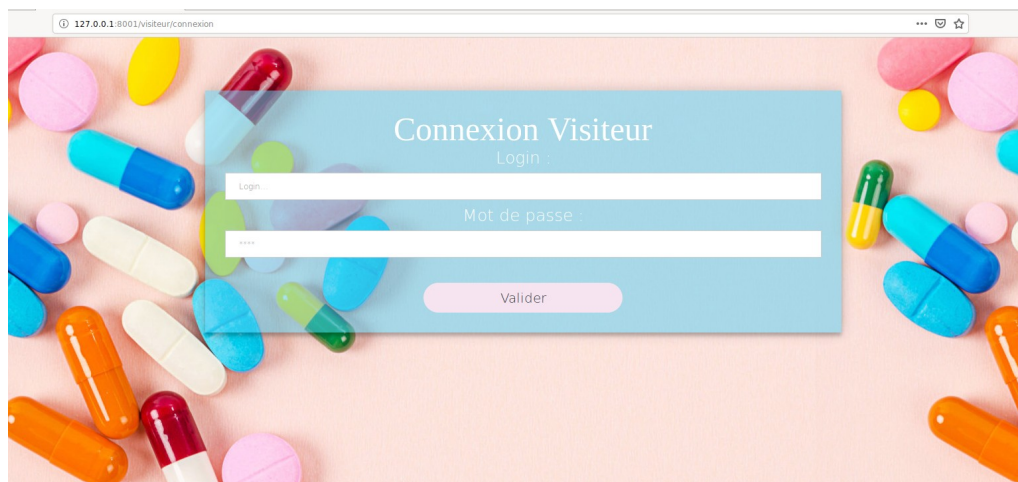 127.0.0.1:8001/visiteur/connexion
Connexion Visiteur
Login :
Login...
Mot de passe :
****
Valider